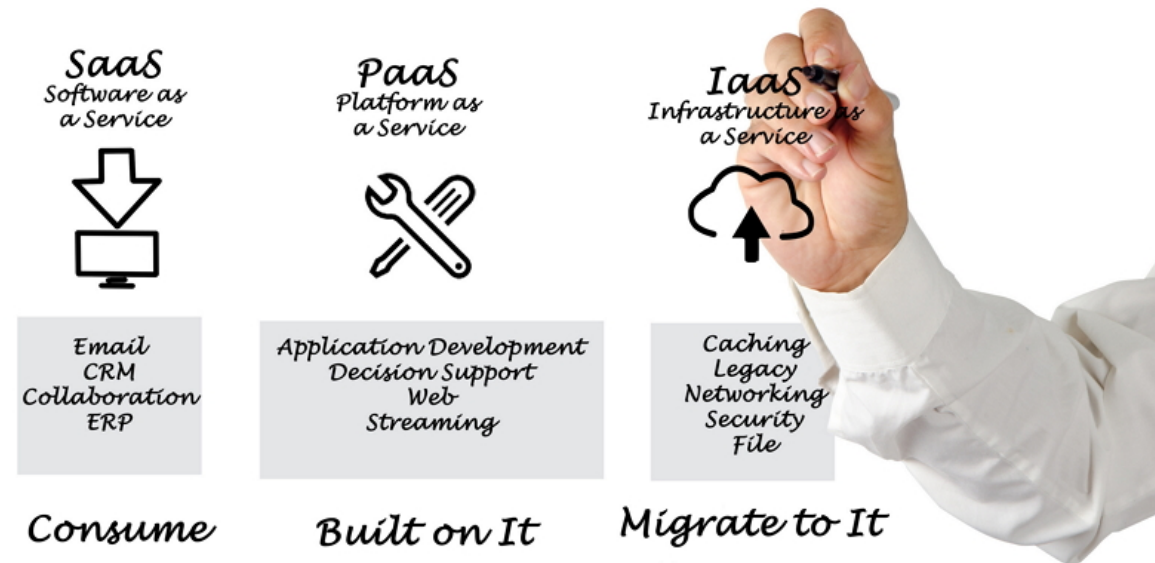 SaaS
Software as
a Service
PaaS
Platform as
a Service
IaaS
Infrastructure as
a Service
Email
CRM
Collaboration
ERP
Application Development
Decision Support
Web
Streaming
Caching
Legacy
Networking
Security
File
Consume
Built on It
Migrate to It